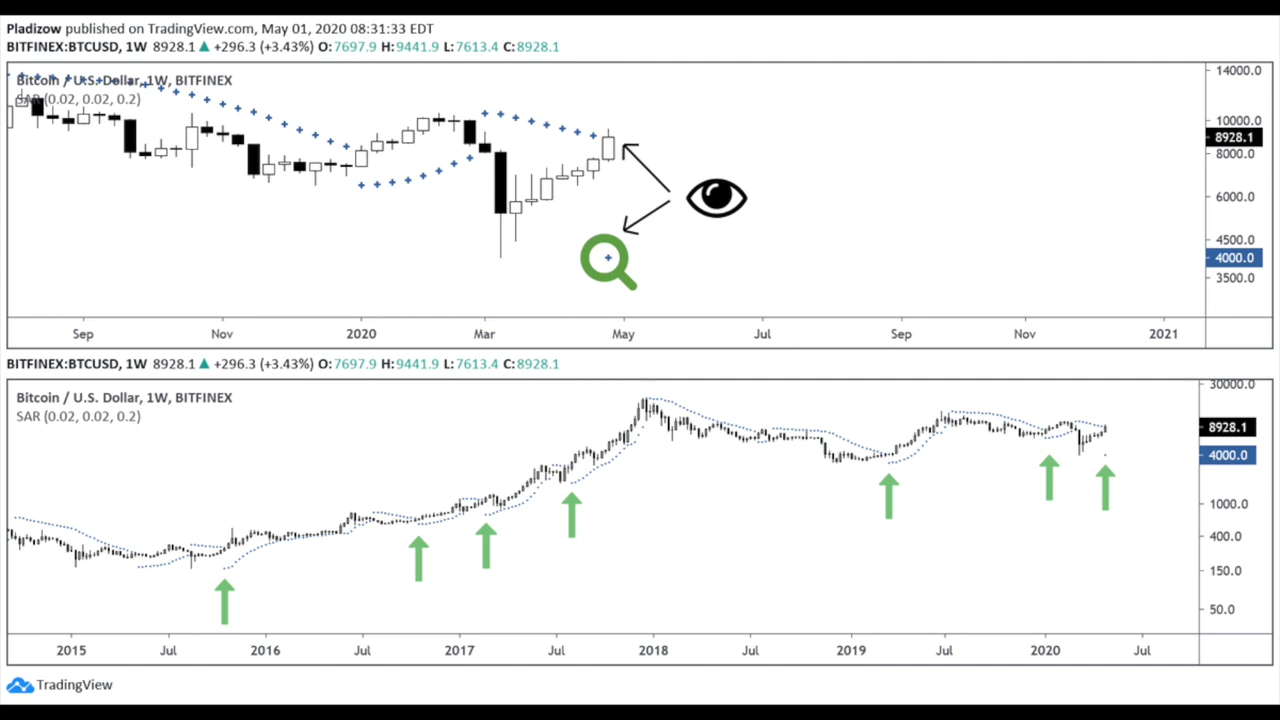 Pladizow published on TradingView.com, May 01, 2020 08:31:33 EDT
BITFINEX:BTCUSD, 1W 8928.1 ▲ +296.3 (+3.43%) O:7697.9 H:9441.9 L:7613.4 C:8928.1
Bitcoin / U.S. Dollar, 1W, BITFINEX
SAR (0.02, 0.02, 0.2)
14000.0
10000.0
8928.1
8000.0
6000.0
4500.0
4000.0
3500.0
Sep Nov 2020 Mar May Jul Sep Nov 2021
BITFINEX:BTCUSD, 1W 8928.1 ▲ +296.3 (+3.43%) O:7697.9 H:9441.9 L:7613.4 C:8928.1
Bitcoin / U.S. Dollar, 1W, BITFINEX
SAR (0.02, 0.02, 0.2)
30000.0
8928.1
4000.0
1000.0
400.0
150.0
50.0
2015 Jul 2016 Jul 2017 Jul 2018 Jul 2019 Jul 2020 Jul
TradingView